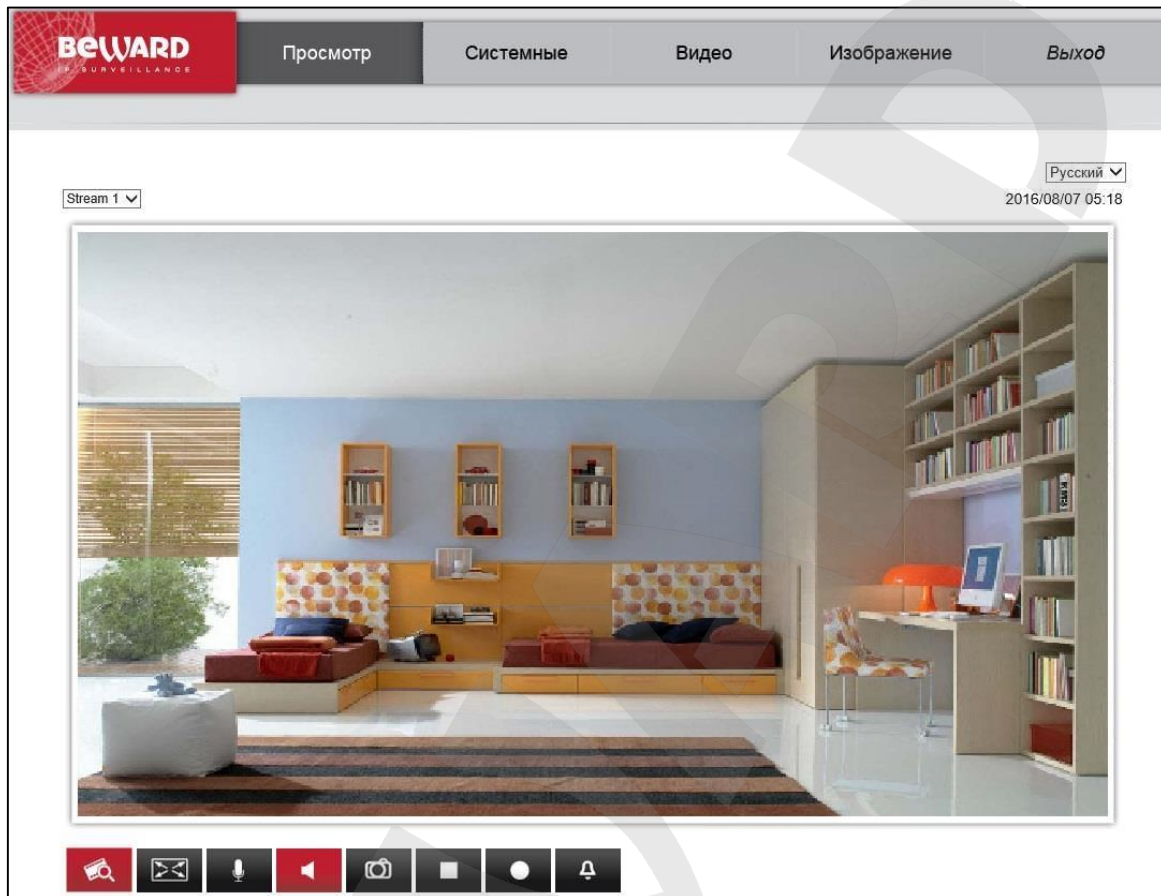 BEWARD
IP SURVEILLANCE
Просмотр
Системные
Видео
Изображение
Выход
Русский
Stream 1
2016/08/07 05:18